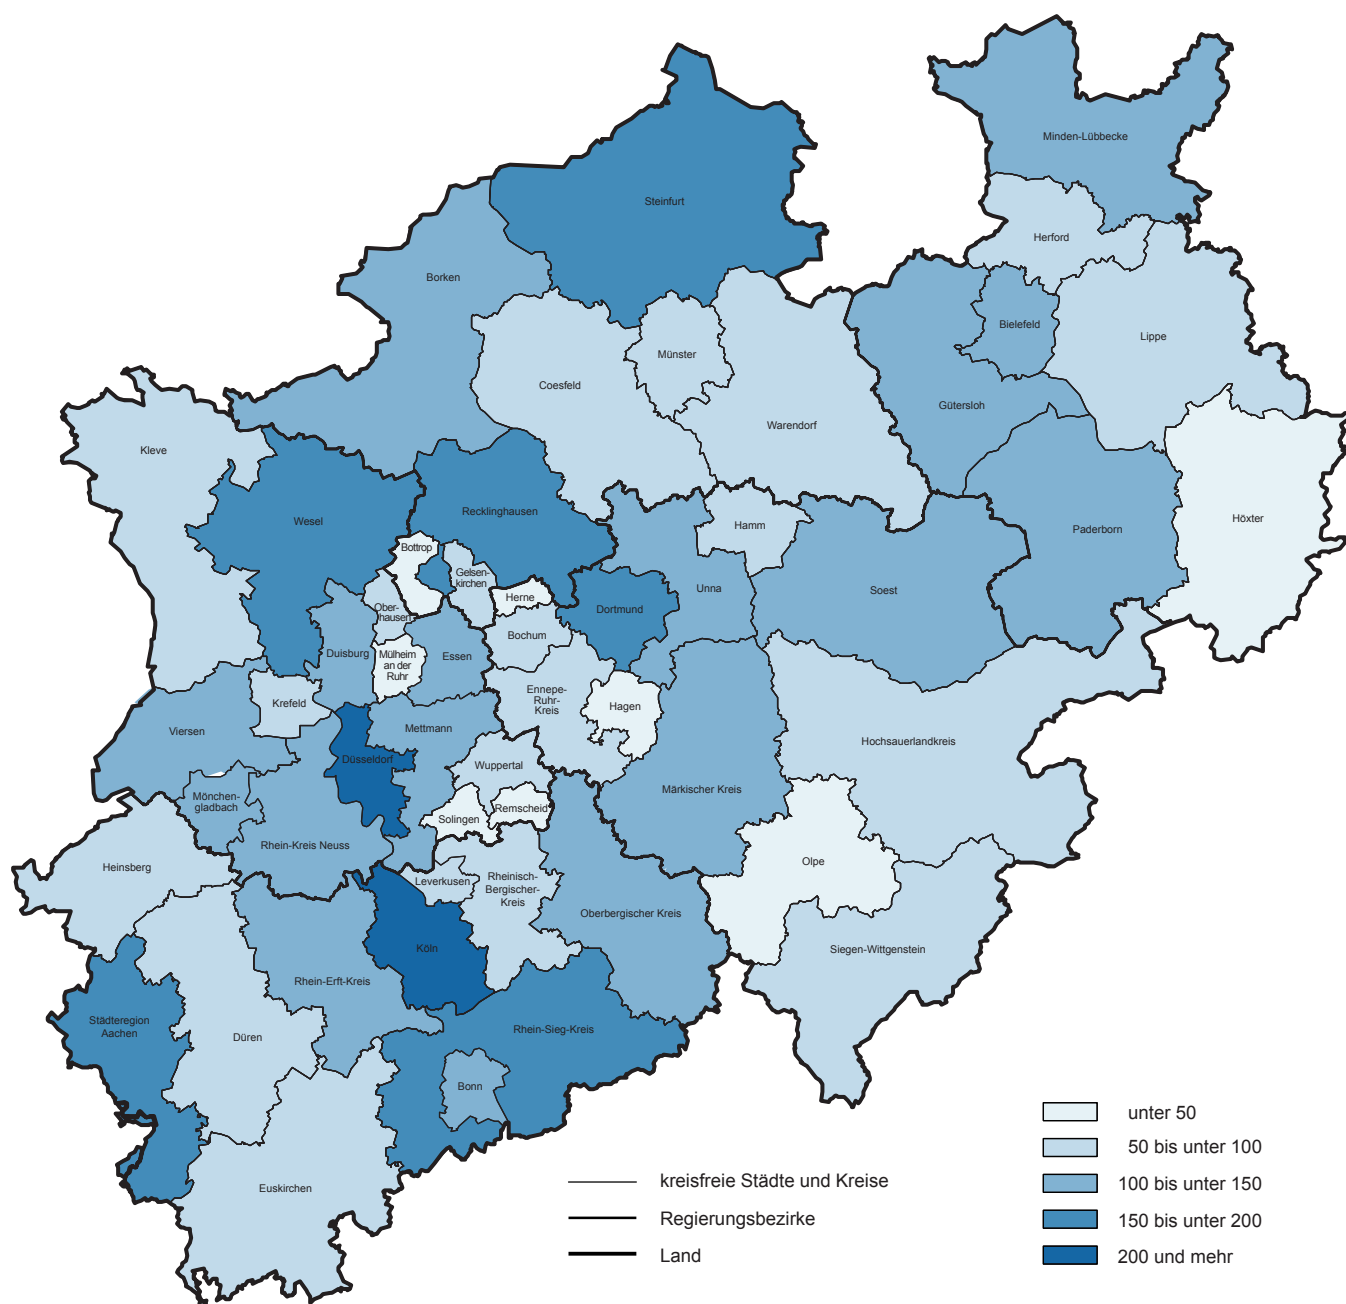 Minden-Lübbecke
Steinfurt
Herford
Borken
Bielefeld
Lippe
Münster
Coesfeld
Gütersloh
Warendorf
Kleve
Recklinghausen
Wesel
Höxter
Hamm
Paderborn
Bottrop
Gelsen-
kirchen
Unna
Soest
Herne
Ober-
hausen
Dortmund
Bochum
Duisburg
Mülheim
an der
Ruhr
Essen
Ennepe-
Ruhr-
Kreis
Krefeld
Hagen
Viersen
Mettmann
Hochsauerlandkreis
Düsseldorf
Wuppertal
Märkischer Kreis
Mönchen-
gladbach
Remscheid
Solingen
Rhein-Kreis Neuss
Heinsberg
Olpe
Leverkusen
Rheinisch-
Bergischer-
Kreis
Oberbergischer Kreis
Köln
Siegen-Wittgenstein
Rhein-Erft-Kreis
Städteregion
Aachen
Düren
Rhein-Sieg-Kreis
Bonn
Euskirchen
kreisfreie Städte und Kreise
Regierungsbezirke
Land
unter 50
50 bis unter 100
100 bis unter 150
150 bis unter 200
200 und mehr